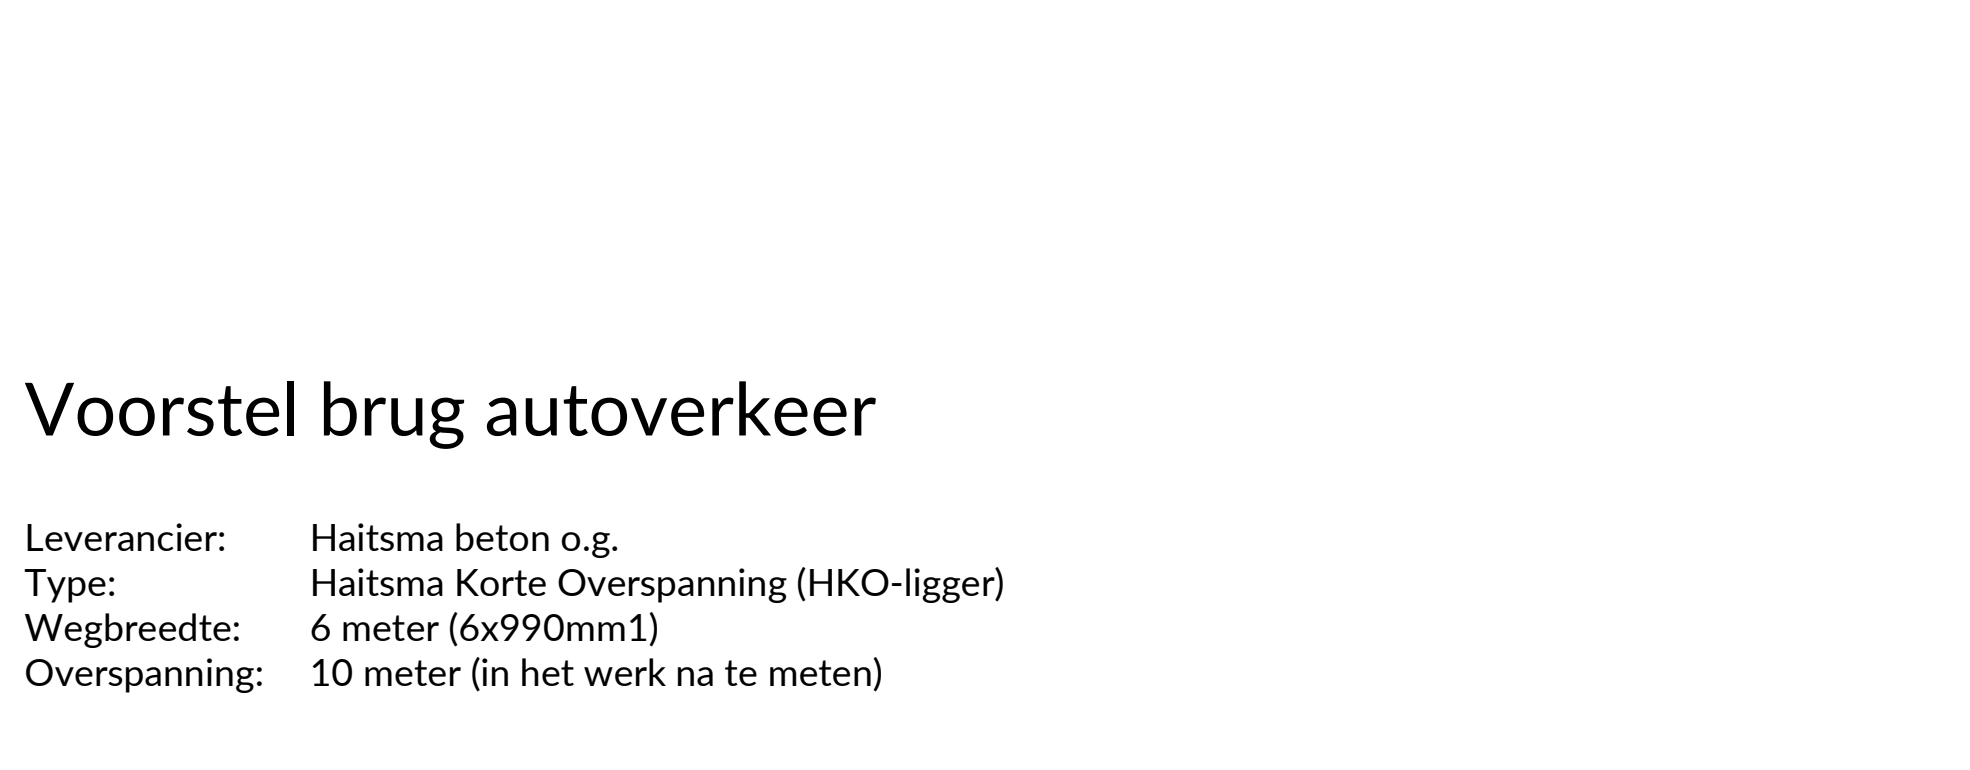 Voorstel brug autoverkeer
Leverancier: Haitsma beton o.g.
Type: Haitsma Korte Overspanning (HKO-ligger)
Wegbreedte: 6 meter (6x990mm1)
Overspanning: 10 meter (in het werk na te meten)